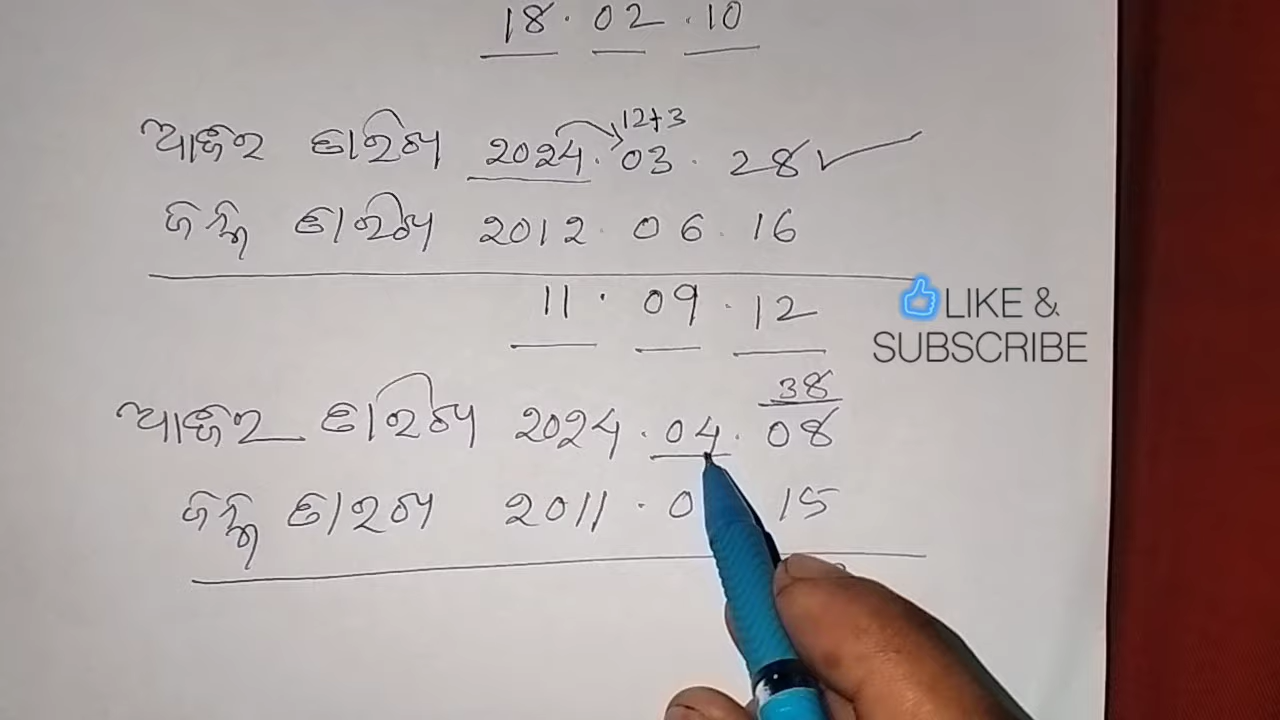 18.02.10
12+3
ଆଜିର ତାରିଖ 2024.03.28✓
ଜନ୍ମ ତାରିଖ 2012.06.16
11.09.12
LIKE &
SUBSCRIBE
38
ଆଜିର ତାରିଖ 2024.04.08
ଜନ୍ମ ତାରିଖ 2011.0 15